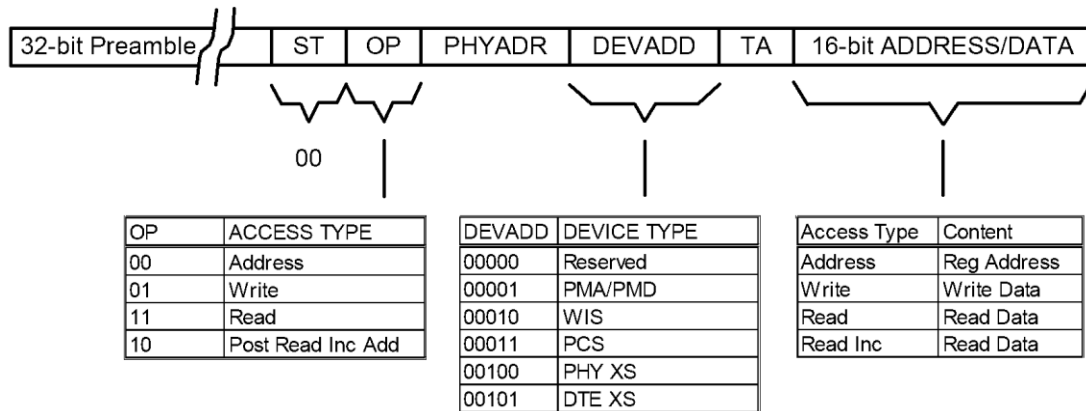 32-bit Preamble ST OP PHYADR DEVADD TA 16-bit ADDRESS/DATA
00
OP ACCESS TYPE
00 Address
01 Write
11 Read
10 Post Read Inc Add
DEVADD DEVICE TYPE
00000 Reserved
00001 PMA/PMD
00010 WIS
00011 PCS
00100 PHY XS
00101 DTE XS
Access Type Content
Address Reg Address
Write Write Data
Read Read Data
Read Inc Read Data